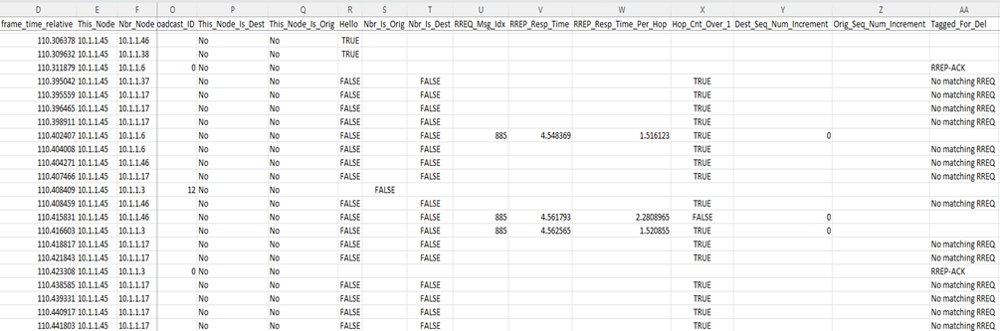 D E F O P Q R S T U V W X Y Z AA
frame_time_relative This_Node Nbr_Node oadcast_ID This_Node_Is_Dest This_Node_Is_Orig Hello Nbr_Is_Orig Nbr_Is_Dest RREQ_Msg_Idx RREP_Resp_Time RREP_Resp_Time_Per_Hop Hop_Cnt_Over_1 Dest_Seq_Num_Increment Orig_Seq_Num_Increment Tagged_For_Del
110.306378 10.1.1.45 10.1.1.46 No No TRUE
110.309632 10.1.1.45 10.1.1.38 No No TRUE
110.311879 10.1.1.45 10.1.1.6 0 No No RREP-ACK
110.395042 10.1.1.45 10.1.1.37 No No FALSE FALSE TRUE No matching RREQ
110.395559 10.1.1.45 10.1.1.17 No No FALSE FALSE TRUE No matching RREQ
110.396465 10.1.1.45 10.1.1.17 No No FALSE FALSE TRUE No matching RREQ
110.398911 10.1.1.45 10.1.1.17 No No FALSE FALSE TRUE No matching RREQ
110.402407 10.1.1.45 10.1.1.6 No No FALSE FALSE 885 4.548369 1.516123 TRUE 0
110.404008 10.1.1.45 10.1.1.6 No No FALSE FALSE TRUE No matching RREQ
110.404271 10.1.1.45 10.1.1.46 No No FALSE FALSE TRUE No matching RREQ
110.407466 10.1.1.45 10.1.1.17 No No FALSE FALSE TRUE No matching RREQ
110.408409 10.1.1.45 10.1.1.3 12 No No FALSE
110.408459 10.1.1.45 10.1.1.46 No No FALSE FALSE TRUE No matching RREQ
110.415831 10.1.1.45 10.1.1.46 No No FALSE FALSE 885 4.561793 2.2808965 FALSE 0
110.416603 10.1.1.45 10.1.1.3 No No FALSE FALSE 885 4.562565 1.520855 TRUE 0
110.418817 10.1.1.45 10.1.1.17 No No FALSE FALSE TRUE No matching RREQ
110.421843 10.1.1.45 10.1.1.17 No No FALSE FALSE TRUE No matching RREQ
110.423308 10.1.1.45 10.1.1.3 0 No No RREP-ACK
110.438585 10.1.1.45 10.1.1.17 No No FALSE FALSE TRUE No matching RREQ
110.439331 10.1.1.45 10.1.1.17 No No FALSE FALSE TRUE No matching RREQ
110.440917 10.1.1.45 10.1.1.17 No No FALSE FALSE TRUE No matching RREQ
110.441803 10.1.1.45 10.1.1.17 No No FALSE FALSE TRUE No matching RREQ